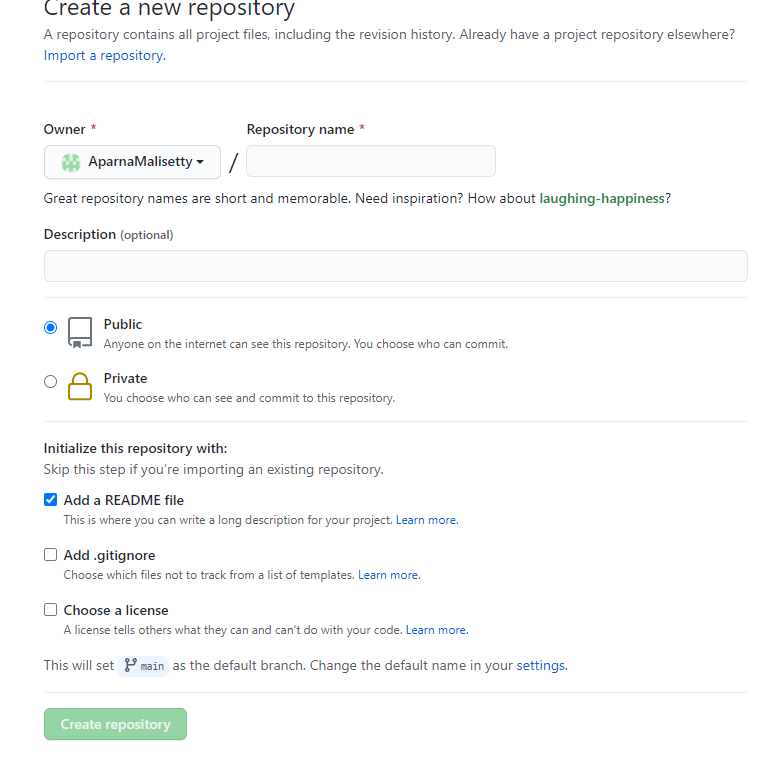 Create a new repository
A repository contains all project files, including the revision history. Already have a project repository elsewhere?
Import a repository.
Owner *
Repository name *
AparnaMalisetty
/
Great repository names are short and memorable. Need inspiration? How about laughing-happiness?
Description (optional)
Public
Anyone on the internet can see this repository. You choose who can commit.
Private
You choose who can see and commit to this repository.
Initialize this repository with:
Skip this step if you're importing an existing repository.
Add a README file
This is where you can write a long description for your project. Learn more.
Add .gitignore
Choose which files not to track from a list of templates. Learn more.
Choose a license
A license tells others what they can and can't do with your code. Learn more.
This will set main as the default branch. Change the default name in your settings.
Create repository